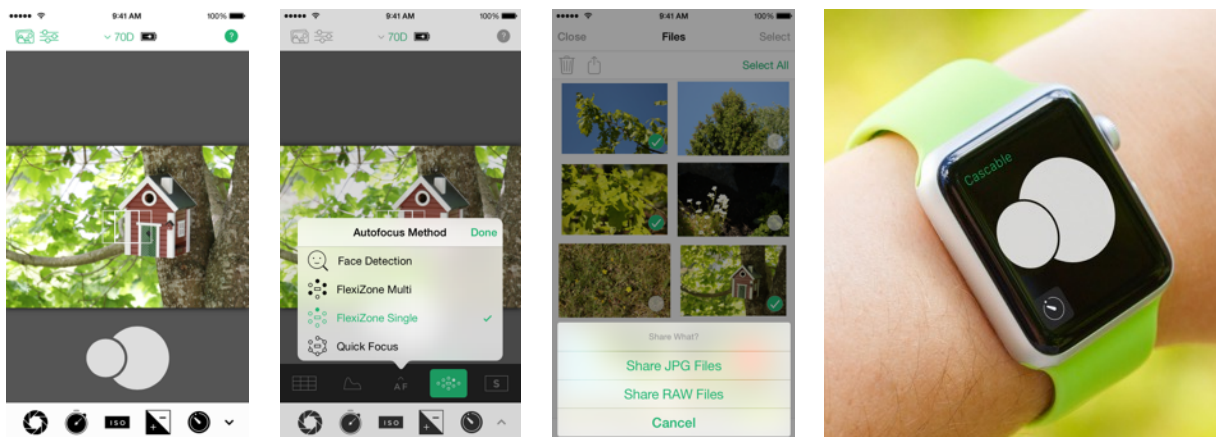 9:41 AM
100%
70D
?
ISO
9:41 AM
100%
70D
?
Autofocus Method
Done
Face Detection
FlexiZone Multi
FlexiZone Single
Quick Focus
AF
S
ISO
9:41 AM
100%
Close
Files
Select
Select All
Share What?
Share JPG Files
Share RAW Files
Cancel
Cascable